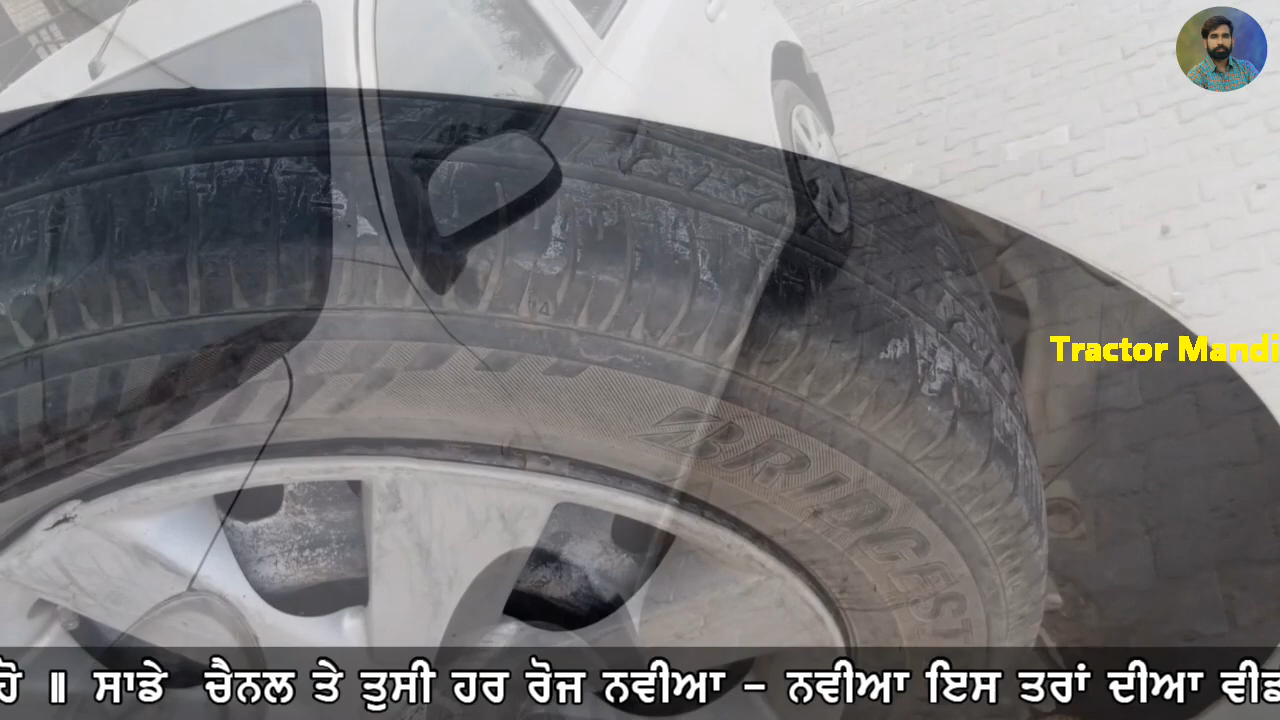 Tractor Mandi
BRIDGEST
ਹੋ ॥ ਸਾਡੇ ਚੈਨਲ ਤੇ ਤੁਸੀ ਹਰ ਰੋਜ ਨਵੀਆ - ਨਵੀਆ ਇਸ ਤਰਾਂ ਦੀਆ